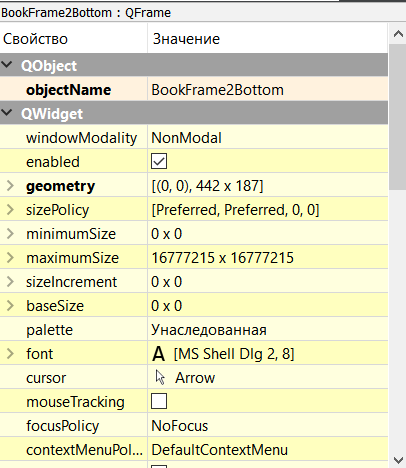 BookFrame2Bottom : QFrame
Свойство Значение
QObject
objectName BookFrame2Bottom
QWidget
windowModality NonModal
enabled
geometry [(0, 0), 442 x 187]
sizePolicy [Preferred, Preferred, 0, 0]
minimumSize 0 x 0
maximumSize 16777215 x 16777215
sizeIncrement 0 x 0
baseSize 0 x 0
palette Унаследованная
font A [MS Shell Dlg 2, 8]
cursor Arrow
mouseTracking
focusPolicy NoFocus
contextMenuPol... DefaultContextMenu